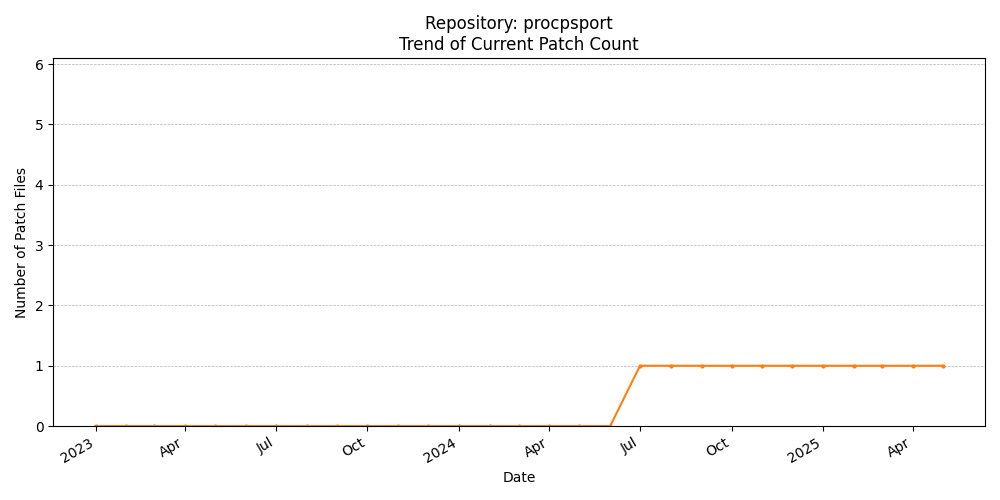 Repository: procpsport
Trend of Current Patch Count
Number of Patch Files
6
5
4
3
2
1
0
2023
Apr
Jul
Oct
2024
Apr
Jul
Oct
2025
Apr
Date